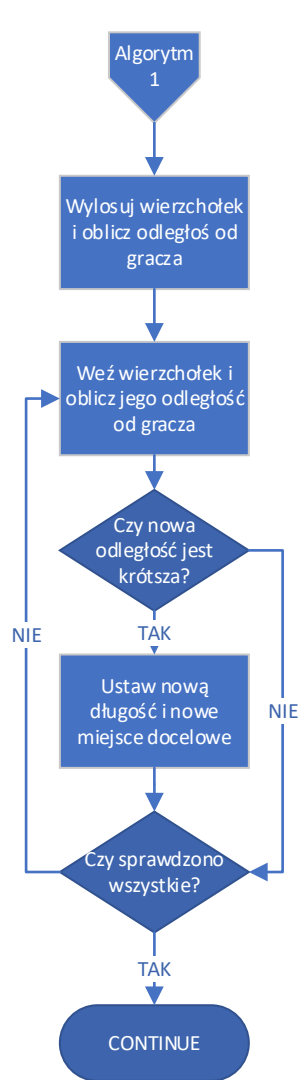 Algorytm
1
Wylosuj wierzchołek
i oblicz odległoś od
gracza
Weź wierzchołek i
oblicz jego odległość
od gracza
Czy nowa
odległość jest
krótsza?
NIE
TAK
NIE
Ustaw nową
długość i nowe
miejsce docelowe
Czy sprawdzono
wszystkie?
TAK
CONTINUE